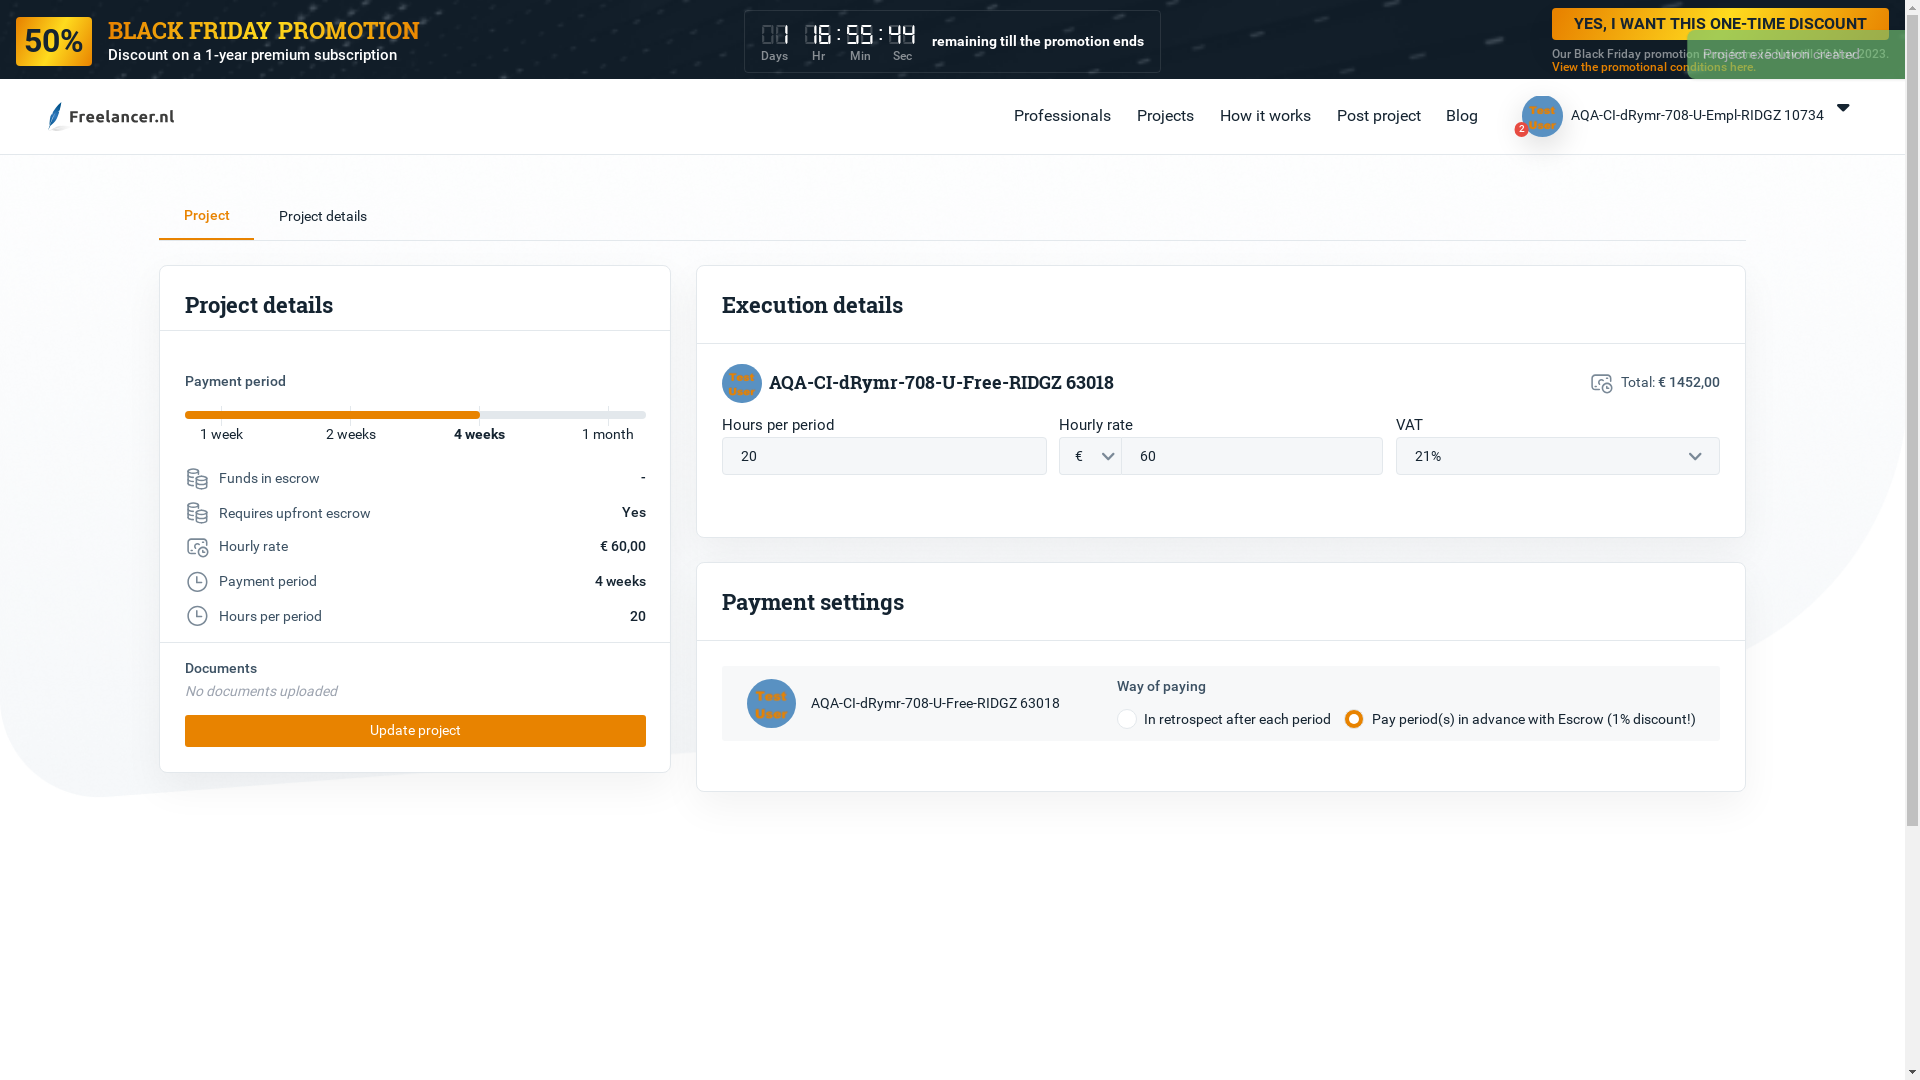 50%
BLACK FRIDAY PROMOTION
Discount on a 1-year premium subscription
1 16 : 55 : 44
Days Hr Min Sec
remaining till the promotion ends
YES, I WANT THIS ONE-TIME DISCOUNT
Our Black Friday promotion
2023.
View the promotional conditions here.
Project execution created
Freelancer.nl
Professionals
Projects
How it works
Post project
Blog
Test User
2
AQA-CI-dRymr-708-U-Empl-RIDGZ 10734
Project
Project details
Project details
Payment period
1 week
2 weeks
4 weeks
1 month
Funds in escrow -
Requires upfront escrow Yes
Hourly rate € 60,00
Payment period 4 weeks
Hours per period 20
Documents
No documents uploaded
Update project
Execution details
Test User
AQA-CI-dRymr-708-U-Free-RIDGZ 63018
Total: € 1452,00
Hours per period
Hourly rate
VAT
20
€
60
21%
Payment settings
Test User
AQA-CI-dRymr-708-U-Free-RIDGZ 63018
Way of paying
In retrospect after each period
Pay period(s) in advance with Escrow (1% discount!)